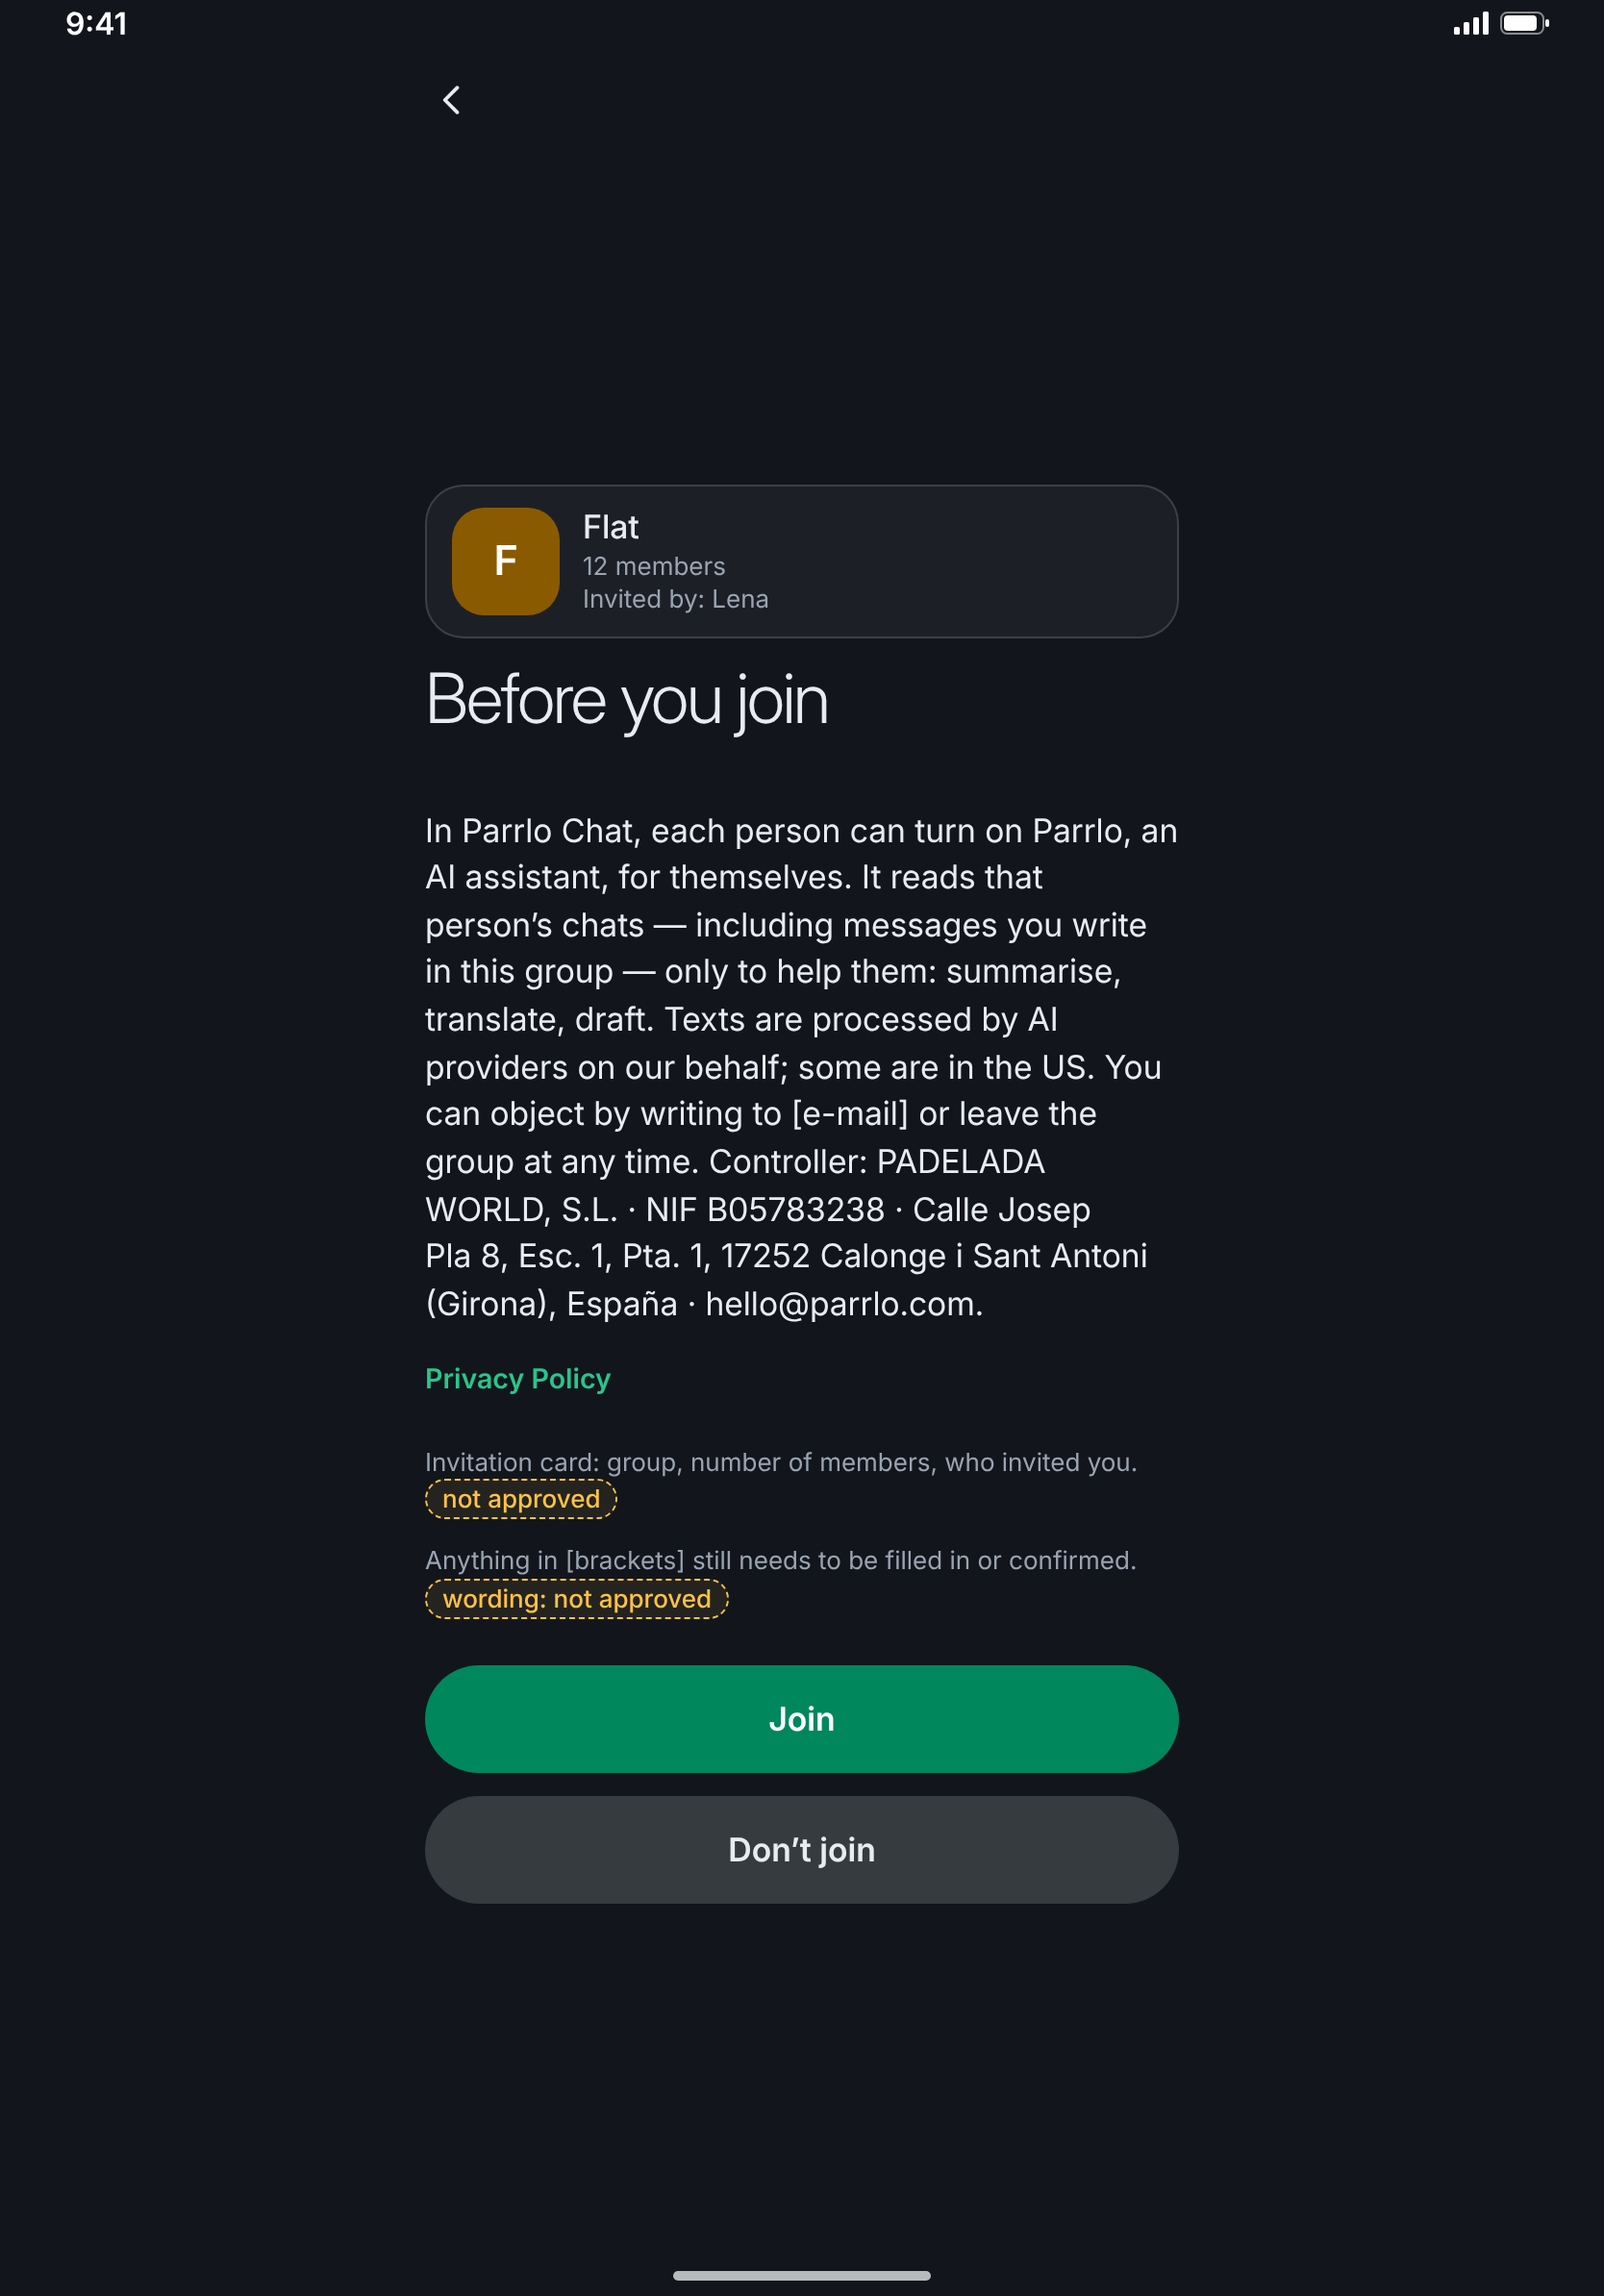 9:41
F
Flat
12 members
Invited by: Lena
Before you join
In Parrlo Chat, each person can turn on Parrlo, an
AI assistant, for themselves. It reads that
person’s chats — including messages you write
in this group — only to help them: summarise,
translate, draft. Texts are processed by AI
providers on our behalf; some are in the US. You
can object by writing to [e-mail] or leave the
group at any time. Controller: PADELADA
WORLD, S.L. · NIF B05783238 · Calle Josep
Pla 8, Esc. 1, Pta. 1, 17252 Calonge i Sant Antoni
(Girona), España · hello@parrlo.com.
Privacy Policy
Invitation card: group, number of members, who invited you.
not approved
Anything in [brackets] still needs to be filled in or confirmed.
wording: not approved
Join
Don’t join